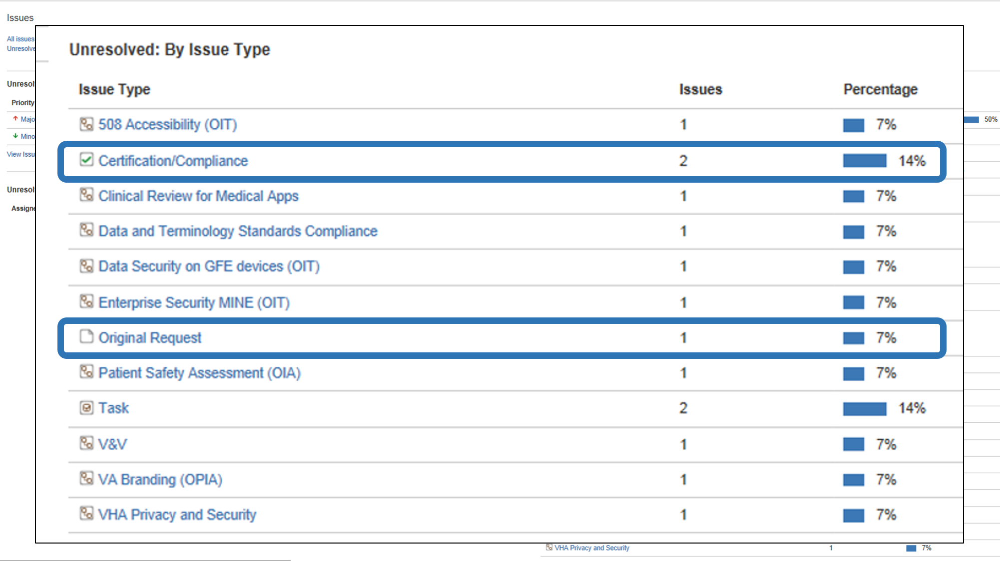 Issues
All issues
Unresolve
Unresol
Priority
Majo
Mino
View Issu
Unresol
Assigne
50%
Unresolved: By Issue Type
Issue Type Issues Percentage
508 Accessibility (OIT) 1 7%
Certification/Compliance 2 14%
Clinical Review for Medical Apps 1 7%
Data and Terminology Standards Compliance 1 7%
Data Security on GFE devices (OIT) 1 7%
Enterprise Security MINE (OIT) 1 7%
Original Request 1 7%
Patient Safety Assessment (OIA) 1 7%
Task 2 14%
V&V 1 7%
VA Branding (OPIA) 1 7%
VHA Privacy and Security 1 7%
VHA Privacy and Security 1 7%